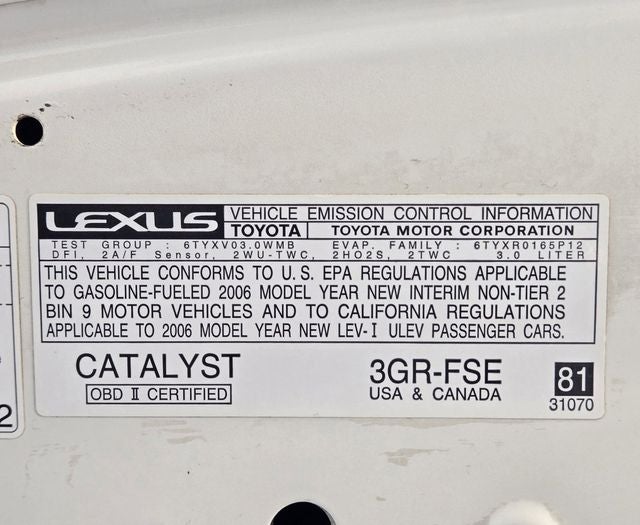 LEXUS VEHICLE EMISSION CONTROL INFORMATION
TOYOTA TOYOTA MOTOR CORPORATION
TEST GROUP : 6TYXV03.0WMB EVAP. FAMILY : 6TYXR0165P12
DFI, 2A/F Sensor, 2WU-TWC, 2HO2S, 2TWC 3.0 LITER
THIS VEHICLE CONFORMS TO U.S. EPA REGULATIONS APPLICABLE
TO GASOLINE-FUELED 2006 MODEL YEAR NEW INTERIM NON-TIER 2
BIN 9 MOTOR VEHICLES AND TO CALIFORNIA REGULATIONS
APPLICABLE TO 2006 MODEL YEAR NEW LEV-I ULEV PASSENGER CARS.
CATALYST 3GR-FSE 81
OBD II CERTIFIED USA & CANADA 31070
2